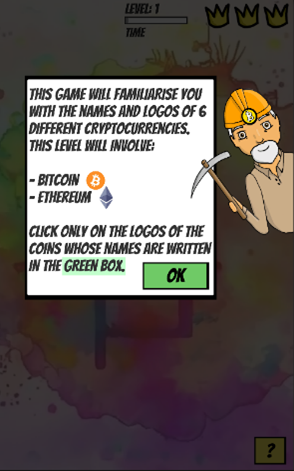 LEVEL: 1
TIME
THIS GAME WILL FAMILIARISE YOU
WITH THE NAMES AND LOGOS OF 6
DIFFERENT CRYPTOCURRENCIES.
THIS LEVEL WILL INVOLVE:
- BITCOIN
- ETHEREUM
CLICK ONLY ON THE LOGOS OF THE
COINS WHOSE NAMES ARE WRITTEN
IN THE GREEN BOX.
OK
?